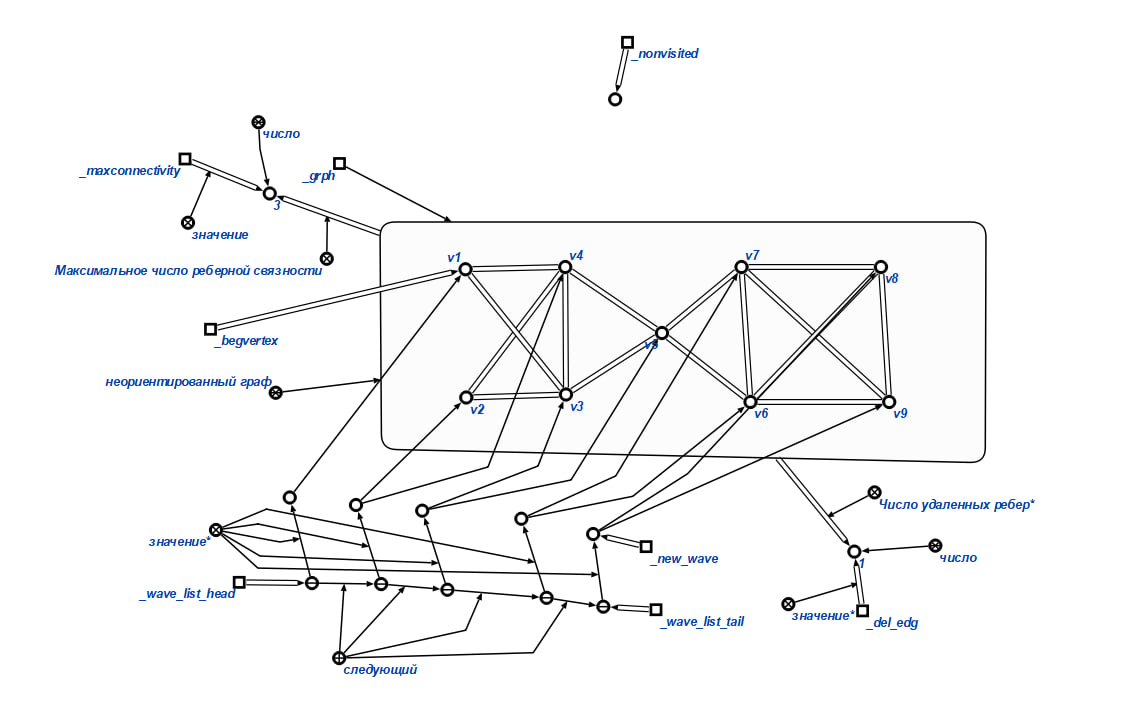 _nonvisited
число
_maxconnectivity
_grph
3
значение
v1
v4
v7
Максимальное число реберной связности
v8
_begvertex
v5
неориентированный граф
v2
v3
v6
v9
Число удаленных ребер*
значение*
_new_wave
1
число
_wave_list_head
значение*
_wave_list_tail
_del_edg
следующий